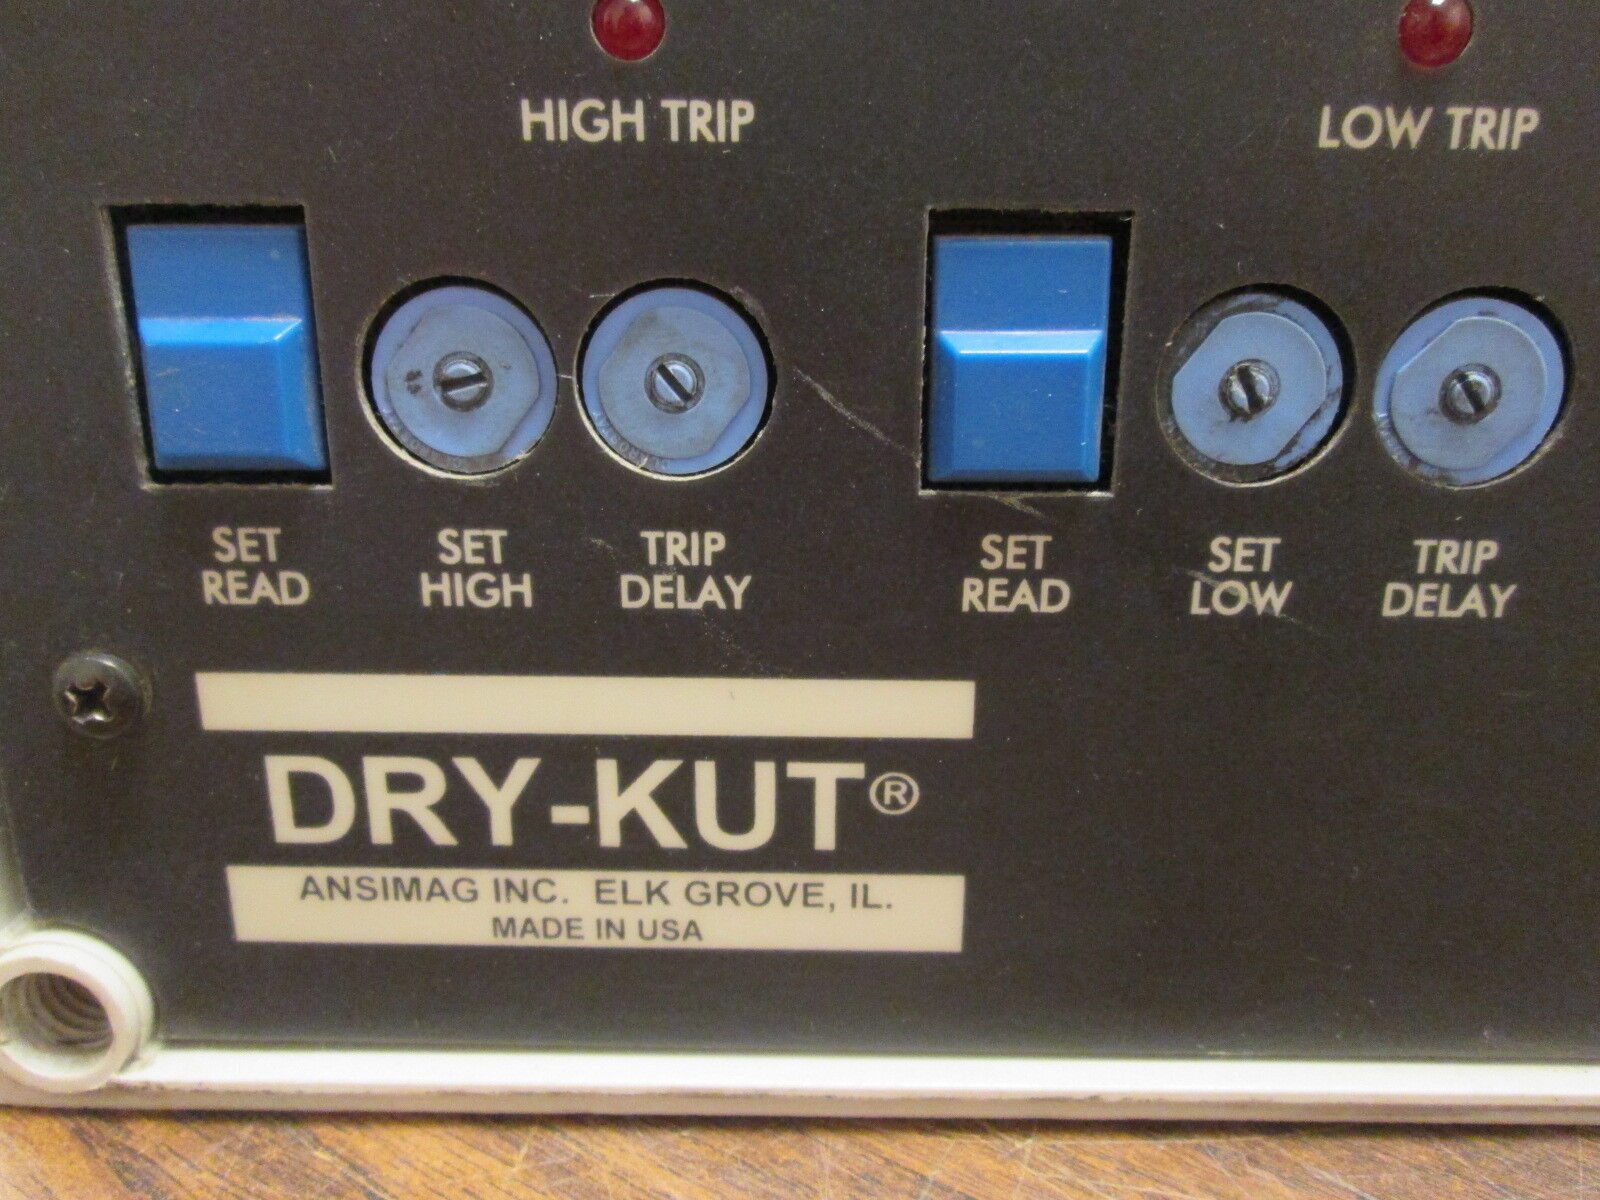 HIGH TRIP
LOW TRIP
SET
READ
SET
HIGH
TRIP
DELAY
SET
READ
SET
LOW
TRIP
DELAY
DRY-KUT®
ANSIMAG INC. ELK GROVE, IL.
MADE IN USA